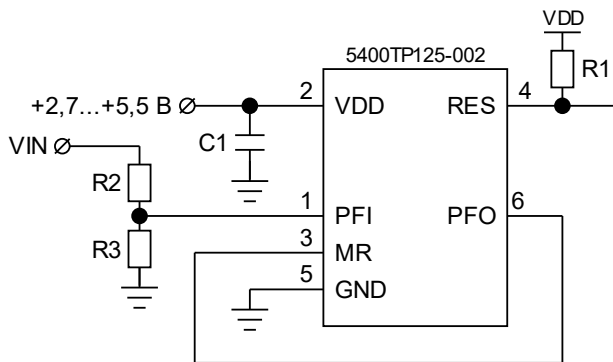 VDD
5400TP125-002
R1
+2,7...+5,5 В
2
VDD
RES
4
VIN
C1
R2
1
PFI
PFO
6
R3
3
MR
5
GND